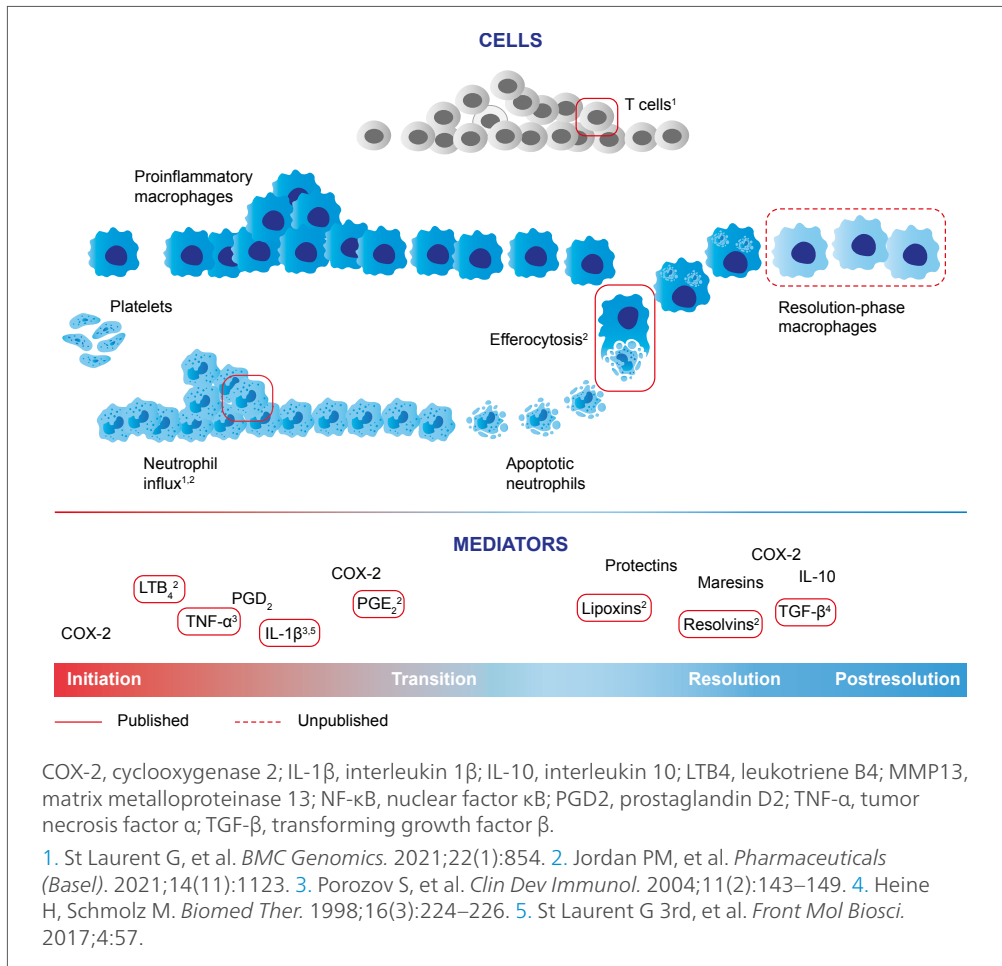 CELLS
T cells¹
Proinflammatory
macrophages
Platelets
Efferocytosis²
Resolution-phase
macrophages
Neutrophil
influx¹,²
Apoptotic
neutrophils
MEDIATORS
COX-2
LTB₄²
TNF-α³
PGD₂
IL-1β³,⁵
COX-2
PGE₂²
Protectins
Lipoxins²
Maresins
Resolvins²
COX-2
IL-10
TGF-β⁴
Initiation Transition Resolution Postresolution
Published Unpublished
COX-2, cyclooxygenase 2; IL-1β, interleukin 1β; IL-10, interleukin 10; LTB4, leukotriene B4; MMP13,
matrix metalloproteinase 13; NF-κB, nuclear factor κB; PGD2, prostaglandin D2; TNF-α, tumor
necrosis factor α; TGF-β, transforming growth factor β.
1. St Laurent G, et al. BMC Genomics. 2021;22(1):854. 2. Jordan PM, et al. Pharmaceuticals
(Basel). 2021;14(11):1123. 3. Porozov S, et al. Clin Dev Immunol. 2004;11(2):143–149. 4. Heine
H, Schmolz M. Biomed Ther. 1998;16(3):224–226. 5. St Laurent G 3rd, et al. Front Mol Biosci.
2017;4:57.